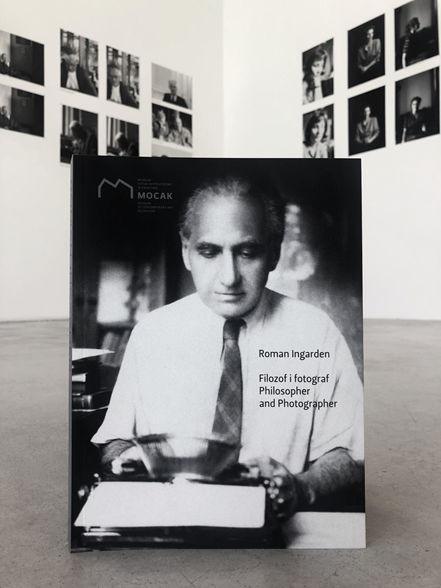 MOCAK
Roman Ingarden
Filozof i fotograf
Philosopher
and Photographer